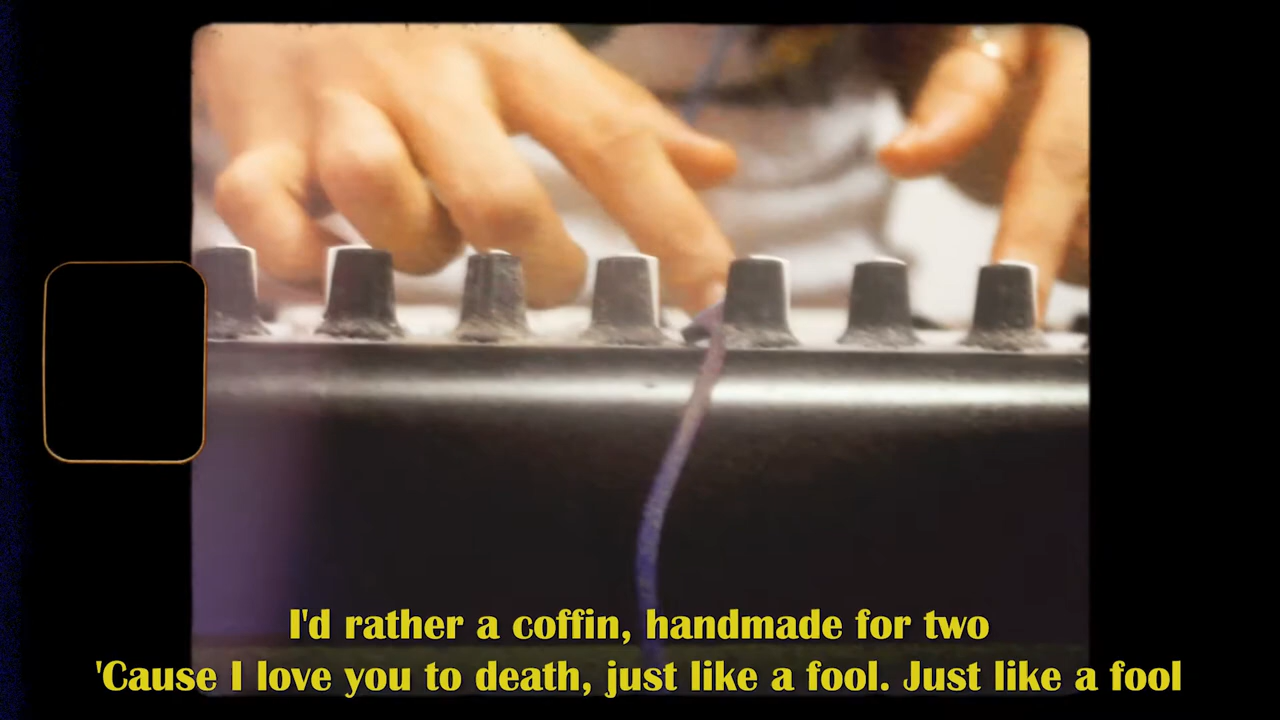 I'd rather a coffin, handmade for two
'Cause I love you to death, just like a fool. Just like a fool